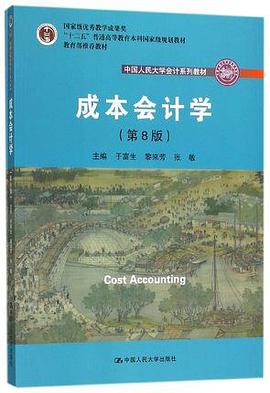 国家级优秀教学成果奖
“十二五”普通高等教育本科国家级规划教材
教育部推荐教材
中国人民大学会计系列教材
成本会计学
(第8版)
主编 于富生 黎来芳 张 敏
Cost Accounting
中国人民大学出版社